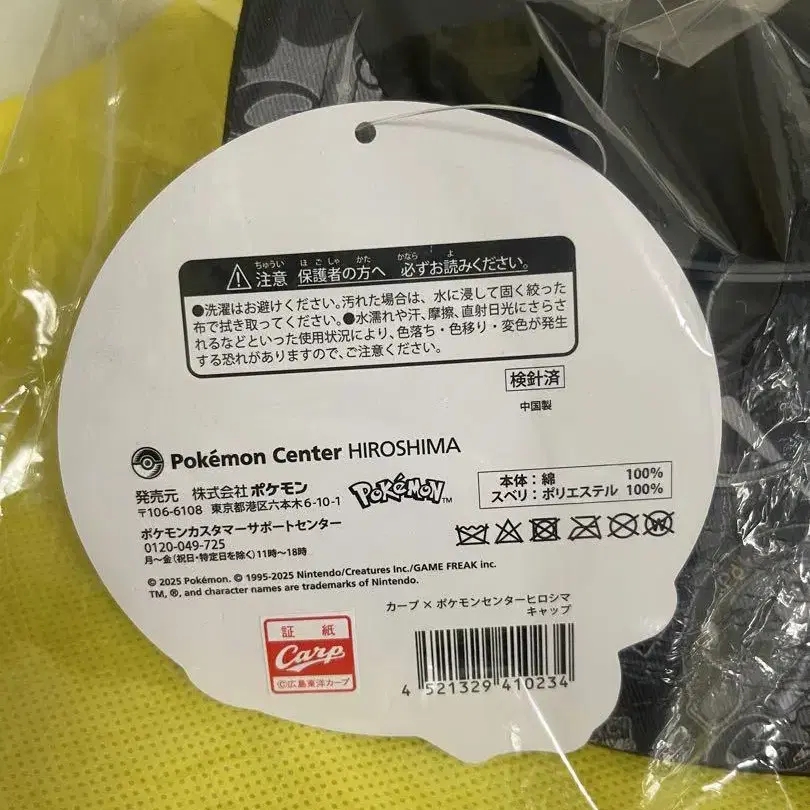 ⚠ 注意 保護者の方へ 必ずお読みください。
ちゅうい ほごしゃ かた かなら よ
●洗濯はお避けください。汚れた場合は、水に浸して固く絞った
布で拭き取ってください。●水濡れや汗、摩擦、直射日光にさらさ
れるなどといった使用状況により、色落ち・色移り・変色が発生
する恐れがありますので、ご注意ください。
検針済
中国製
Pokémon Center HIROSHIMA
発売元 株式会社ポケモン
〒106-6108 東京都港区六本木6-10-1
POKÉMON™
本体：綿 100%
スベリ：ポリエステル 100%
ポケモンカスタマーサポートセンター
0120-049-725
月～金(祝日・特定日を除く)11時～18時
© 2025 Pokémon. © 1995-2025 Nintendo/Creatures Inc./GAME FREAK inc.
TM, ®, and character names are trademarks of Nintendo.
カープ×ポケモンセンターヒロシマ
キャップ
証紙
Carp
©広島東洋カープ
4 521329 410234